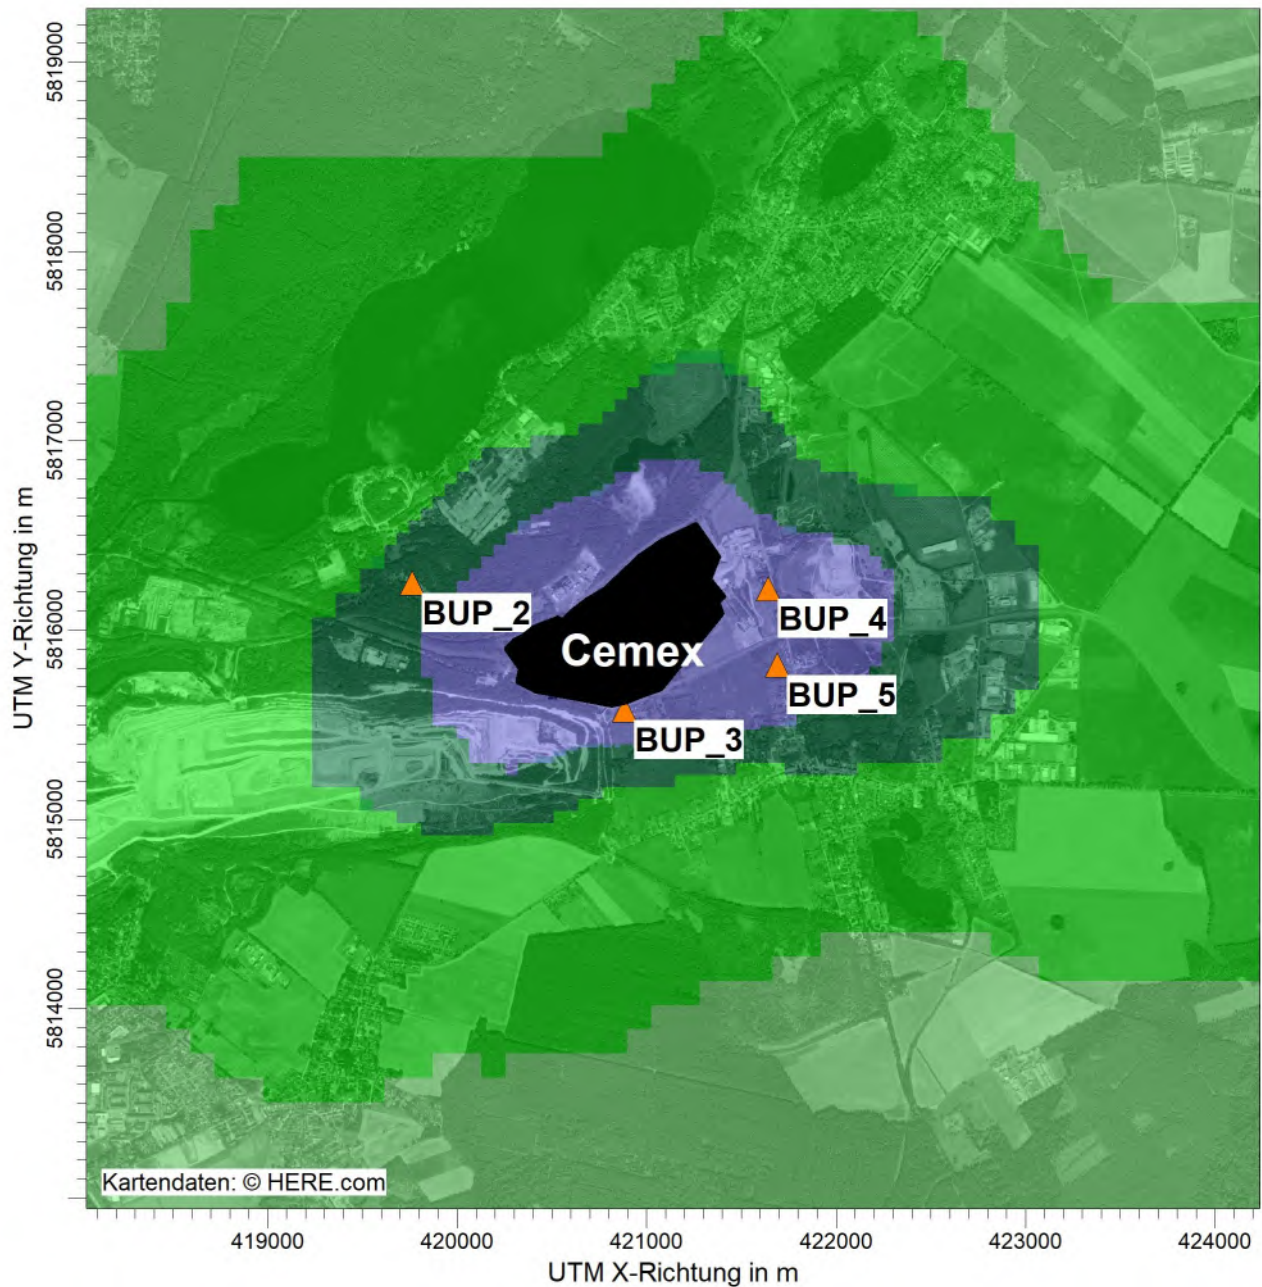 5819000
5818000
5817000
5816000
5815000
5814000
UTM Y-Richtung in m
BUP_2
BUP_4
Cemex
BUP_5
BUP_3
Kartendaten: © HERE.com
419000
420000
421000
422000
423000
424000
UTM X-Richtung in m